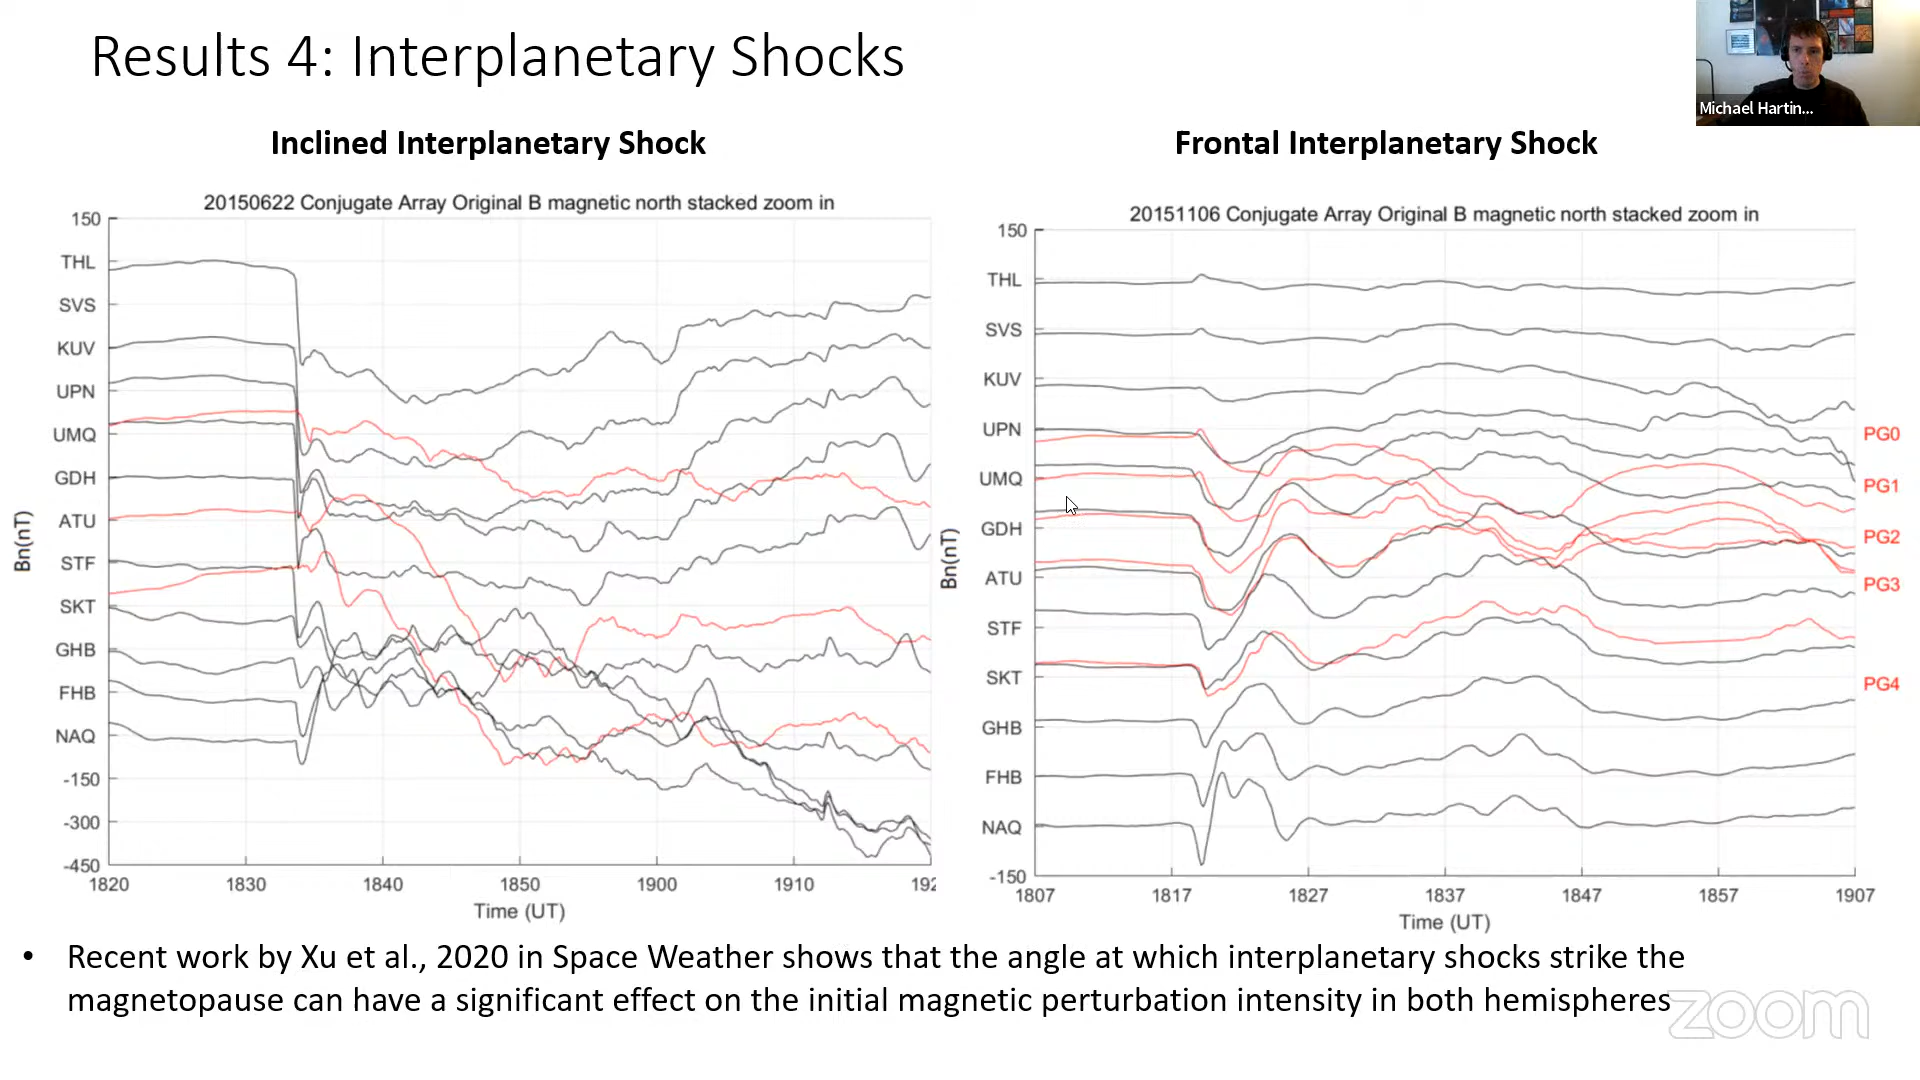 Results 4: Interplanetary Shocks
Michael Hartin...
Inclined Interplanetary Shock
Frontal Interplanetary Shock
20150622 Conjugate Array Original B magnetic north stacked zoom in
150
THL
SVS
KUV
UPN
UMQ
GDH
ATU
STF
SKT
GHB
FHB
NAQ
-150
-300
-450
Bn(nT)
1820 1830 1840 1850 1900 1910 192
Time (UT)
20151106 Conjugate Array Original B magnetic north stacked zoom in
150
THL
SVS
KUV
UPN
UMQ
GDH
ATU
STF
SKT
GHB
FHB
NAQ
-150
Bn(nT)
PG0
PG1
PG2
PG3
PG4
1807 1817 1827 1837 1847 1857 1907
Time (UT)
• Recent work by Xu et al., 2020 in Space Weather shows that the angle at which interplanetary shocks strike the
magnetopause can have a significant effect on the initial magnetic perturbation intensity in both hemispheres
zoom